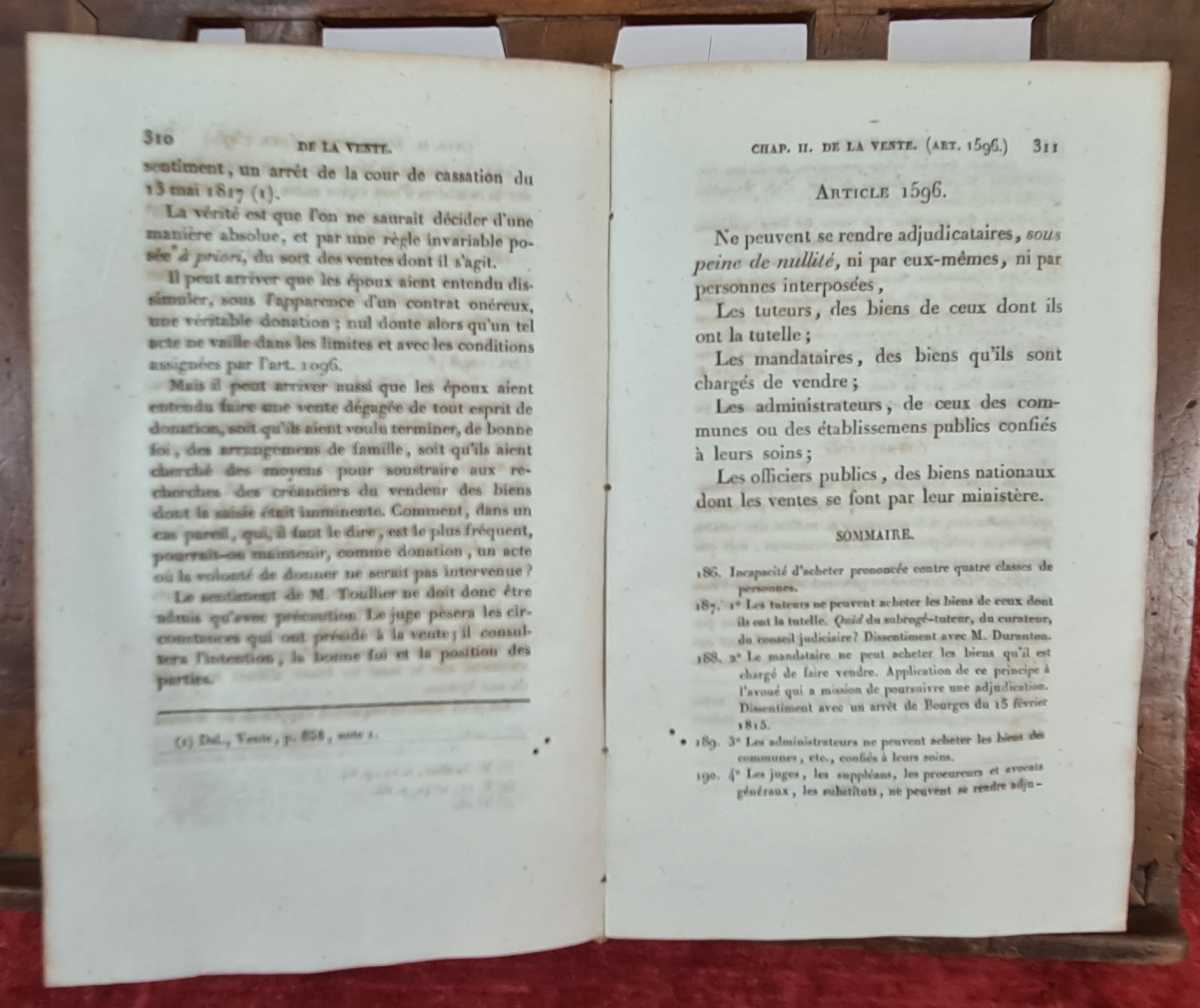 310
DE LA VENTE.
sentiment, un arrêt de la cour de cassation du
13 mai 1817 (1).
La vérité est que l'on ne saurait décider d'une
manière absolue, et par une règle invariable po-
sée à priori, du sort des ventes dont il s'agit.
Il peut arriver que les époux aient entendu dis-
simuler, sous l'apparence d'un contrat onéreux,
une véritable donation ; nul doute alors qu'un tel
acte ne vaille dans les limites et avec les conditions
assignées par l'art. 1096.
Mais il peut arriver aussi que les époux aient
entendu faire une vente dégagée de tout esprit de
donation, soit qu'ils aient voulu terminer, de bonne
foi, des arrangemens de famille, soit qu'ils aient
cherché des moyens pour soustraire aux re-
cherches des créanciers du vendeur des biens
dont la saisie était imminente. Comment, dans un
cas pareil, qui, il faut le dire, est le plus fréquent,
pourrait-on maintenir, comme donation, un acte
où la volonté de donner ne serait pas intervenue ?
Le sentiment de M. Toullier ne doit donc être
admis qu'avec précaution. Le juge pèsera les cir-
constances qui ont présidé à la vente; il consul-
tera l'intention, la bonne foi et la position des
parties.
(1) Dal., Vente, p. 858, note 1.
CHAP. II. DE LA VENTE. (ART. 1596.) 311
ARTICLE 1596.
Ne peuvent se rendre adjudicataires, sous
peine de nullité, ni par eux-mêmes, ni par
personnes interposées,
Les tuteurs, des biens de ceux dont ils
ont la tutelle ;
Les mandataires, des biens qu'ils sont
chargés de vendre ;
Les administrateurs, de ceux des com-
munes ou des établissemens publics confiés
à leurs soins ;
Les officiers publics, des biens nationaux
dont les ventes se font par leur ministère.
SOMMAIRE.
186. Incapacité d'acheter prononcée contre quatre classes de
personnes.
187. 1° Les tuteurs ne peuvent acheter les biens de ceux dont
ils ont la tutelle. Quid du subrogé-tuteur, du curateur,
du conseil judiciaire? Dissentiment avec M. Duranton.
188. 2° Le mandataire ne peut acheter les biens qu'il est
chargé de faire vendre. Application de ce principe à
l'avoué qui a mission de poursuivre une adjudication.
Dissentiment avec un arrêt de Bourges du 15 février
1815.
189. 3° Les administrateurs ne peuvent acheter les biens des
communes, etc., confiés à leurs soins.
190. 4° Les juges, les suppléans, les procureurs et avocats
généraux, les substituts, ne peuvent se rendre adju-